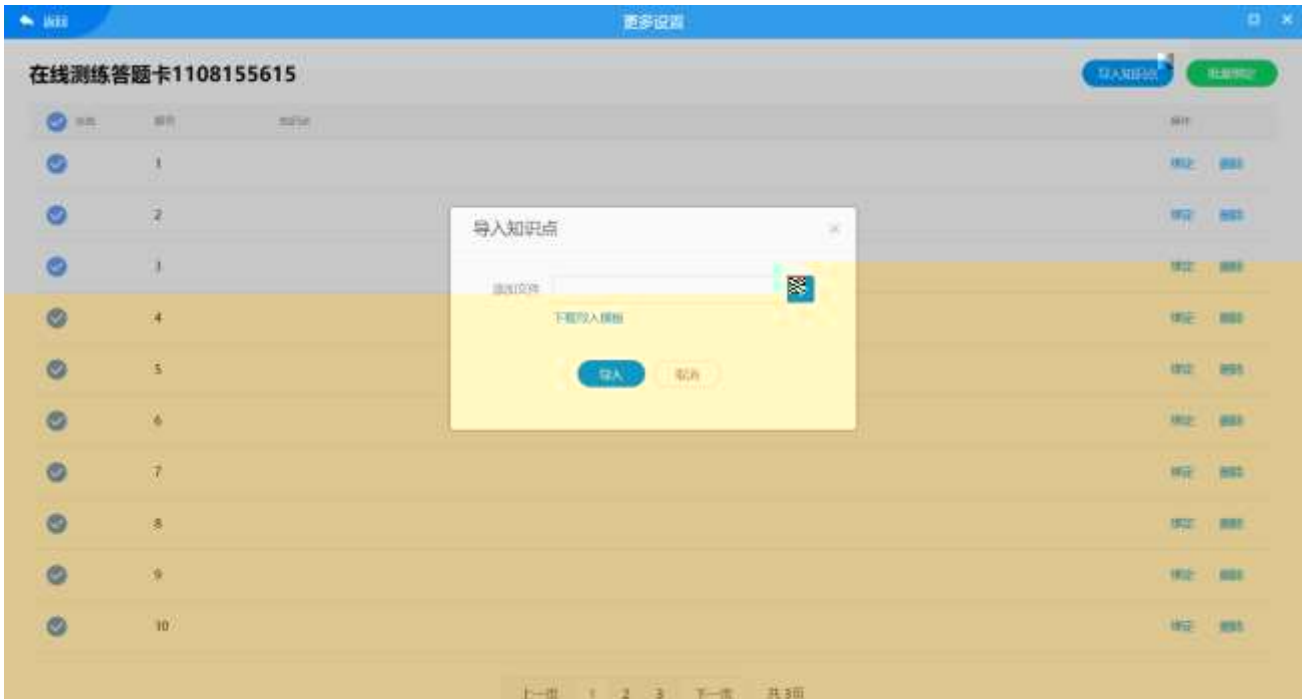 返回 更多设置
在线测练答题卡1108155615 导入知识点 批量绑定
编号 知识点 操作
1 绑定 删除
2 绑定 删除
导入知识点
3 绑定 删除
添加文件
4 下载导入模板 绑定 删除
5 导入 取消 绑定 删除
6 绑定 删除
7 绑定 删除
8 绑定 删除
9 绑定 删除
10 绑定 删除
上一页 1 2 3 下一页 共3页